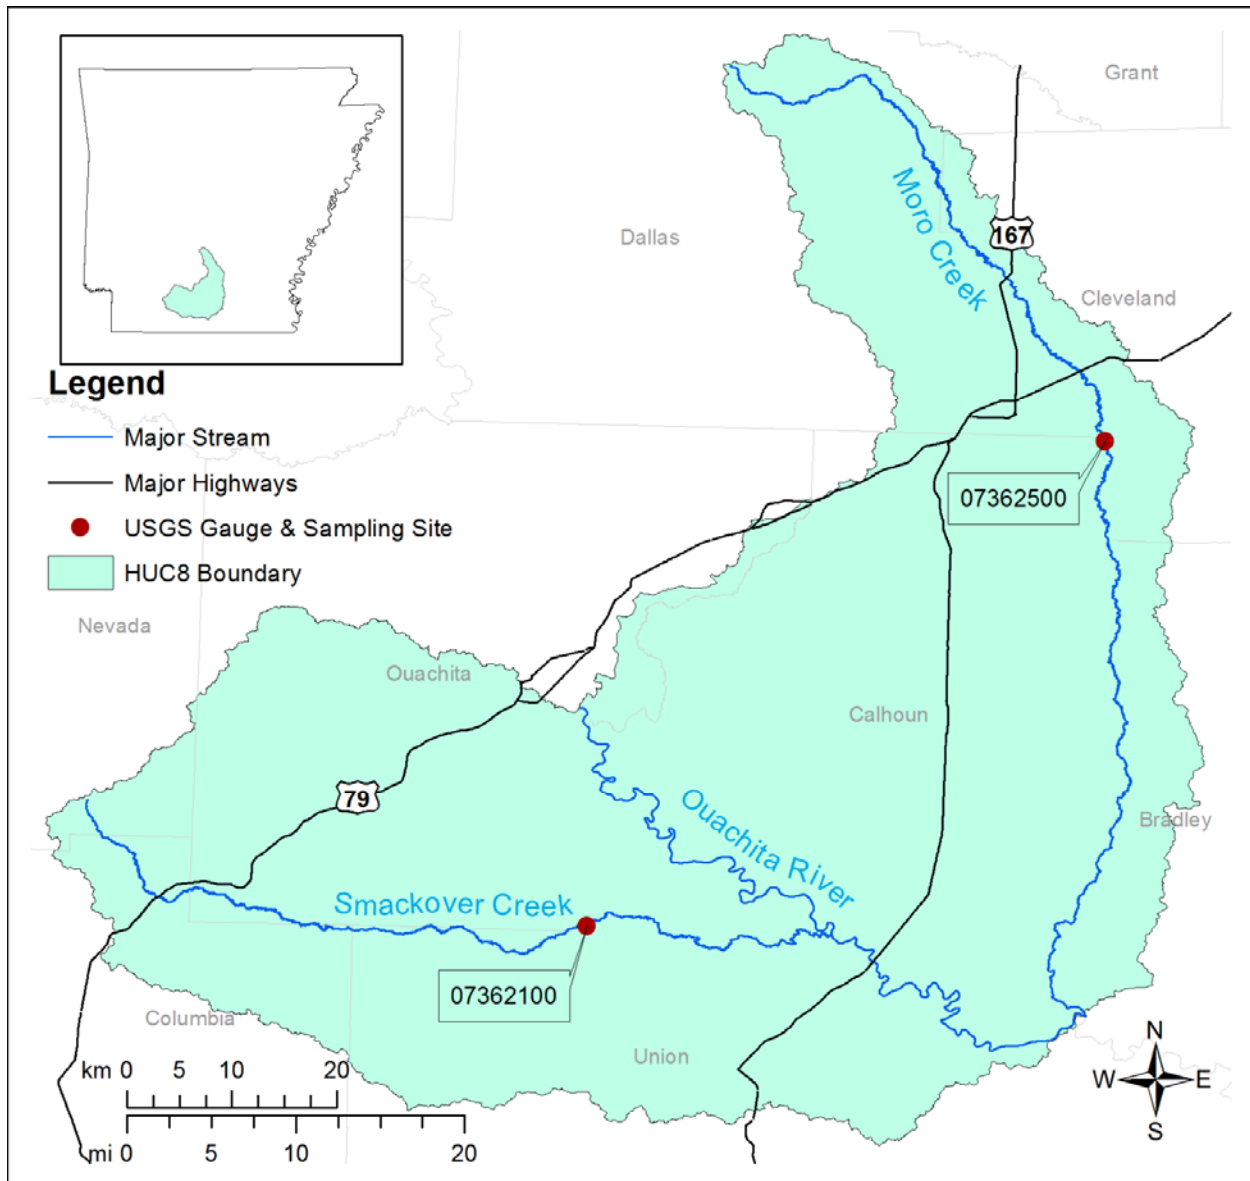 Grant
Dallas
Moro Creek
167
Cleveland
Legend
Major Stream
Major Highways
USGS Gauge & Sampling Site
HUC8 Boundary
07362500
Nevada
Ouachita
Calhoun
79
Ouachita River
Bradley
Smackover Creek
07362100
Columbia
Union
km 0 5 10 20
mi 0 5 10 20
N
W E
S